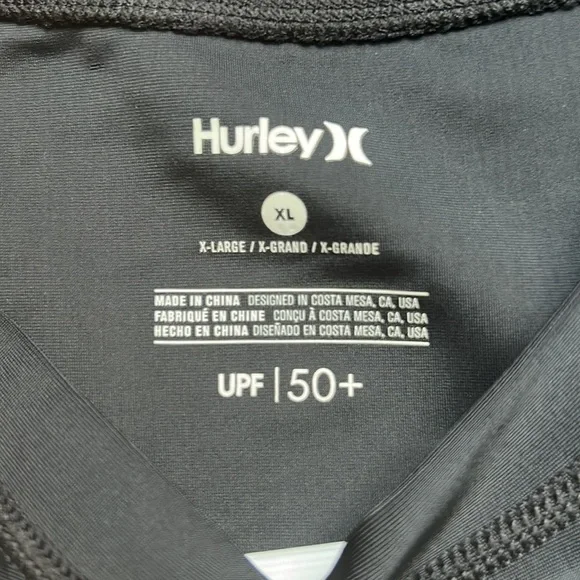 Hurley
XL
X-LARGE / X-GRAND / X-GRANDE
MADE IN CHINA DESIGNED IN COSTA MESA, CA, USA
FABRIQUÉ EN CHINE CONÇU À COSTA MESA, CA, USA
HECHO EN CHINA DISEÑADO EN COSTA MESA, CA, USA
UPF | 50+